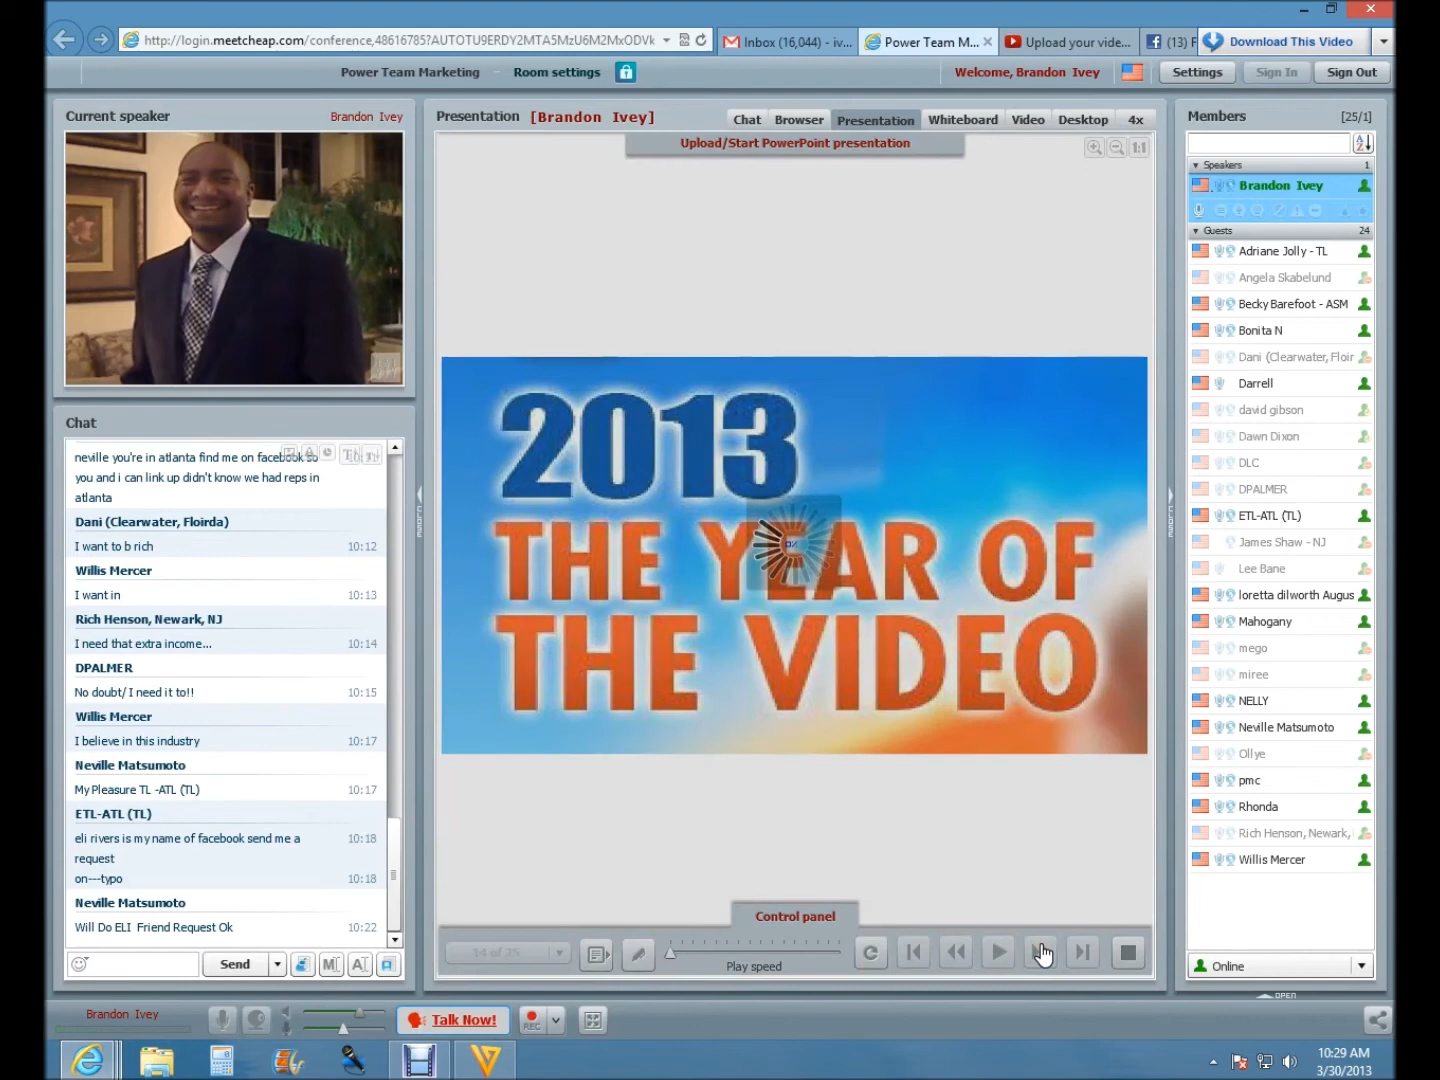 http://login.meetcheap.com/conference,48616785?AUTOTU9ERDY2MTA5MzU6M2MxODVk
Inbox (16,044) - iv...
Power Team M...
Upload your vide...
(13) F
Download This Video
Power Team Marketing
Room settings
Welcome, Brandon Ivey
Settings
Sign In
Sign Out
Current speaker
Brandon Ivey
Presentation [Brandon Ivey]
Chat
Browser
Presentation
Whiteboard
Video
Desktop
4x
Upload/Start PowerPoint presentation
1:1
Members
[25/1]
Speakers 1
Brandon Ivey
Guests 24
Adriane Jolly - TL
Angela Skabelund
Becky Barefoot - ASM
Bonita N
Dani (Clearwater, Floir
Darrell
david gibson
Dawn Dixon
DLC
DPALMER
ETL-ATL (TL)
James Shaw - NJ
Lee Bane
loretta dilworth Augus
Mahogany
mego
miree
NELLY
Neville Matsumoto
Ollye
pmc
Rhonda
Rich Henson, Newark,
Willis Mercer
Online
OPEN
Chat
neville you're in atlanta find me on facebook so
you and i can link up didn't know we had reps in
atlanta
Dani (Clearwater, Floirda)
I want to b rich 10:12
Willis Mercer
I want in 10:13
Rich Henson, Newark, NJ
I need that extra income... 10:14
DPALMER
No doubt/ I need it to!! 10:15
Willis Mercer
I believe in this industry 10:17
Neville Matsumoto
My Pleasure TL -ATL (TL) 10:17
ETL-ATL (TL)
eli rivers is my name of facebook send me a 10:18
request
on---typo 10:18
Neville Matsumoto
Will Do ELI Friend Request Ok 10:22
Send
2013
THE YEAR OF
THE VIDEO
Control panel
14 of 25
Play speed
Brandon Ivey
Talk Now!
REC
10:29 AM
3/30/2013